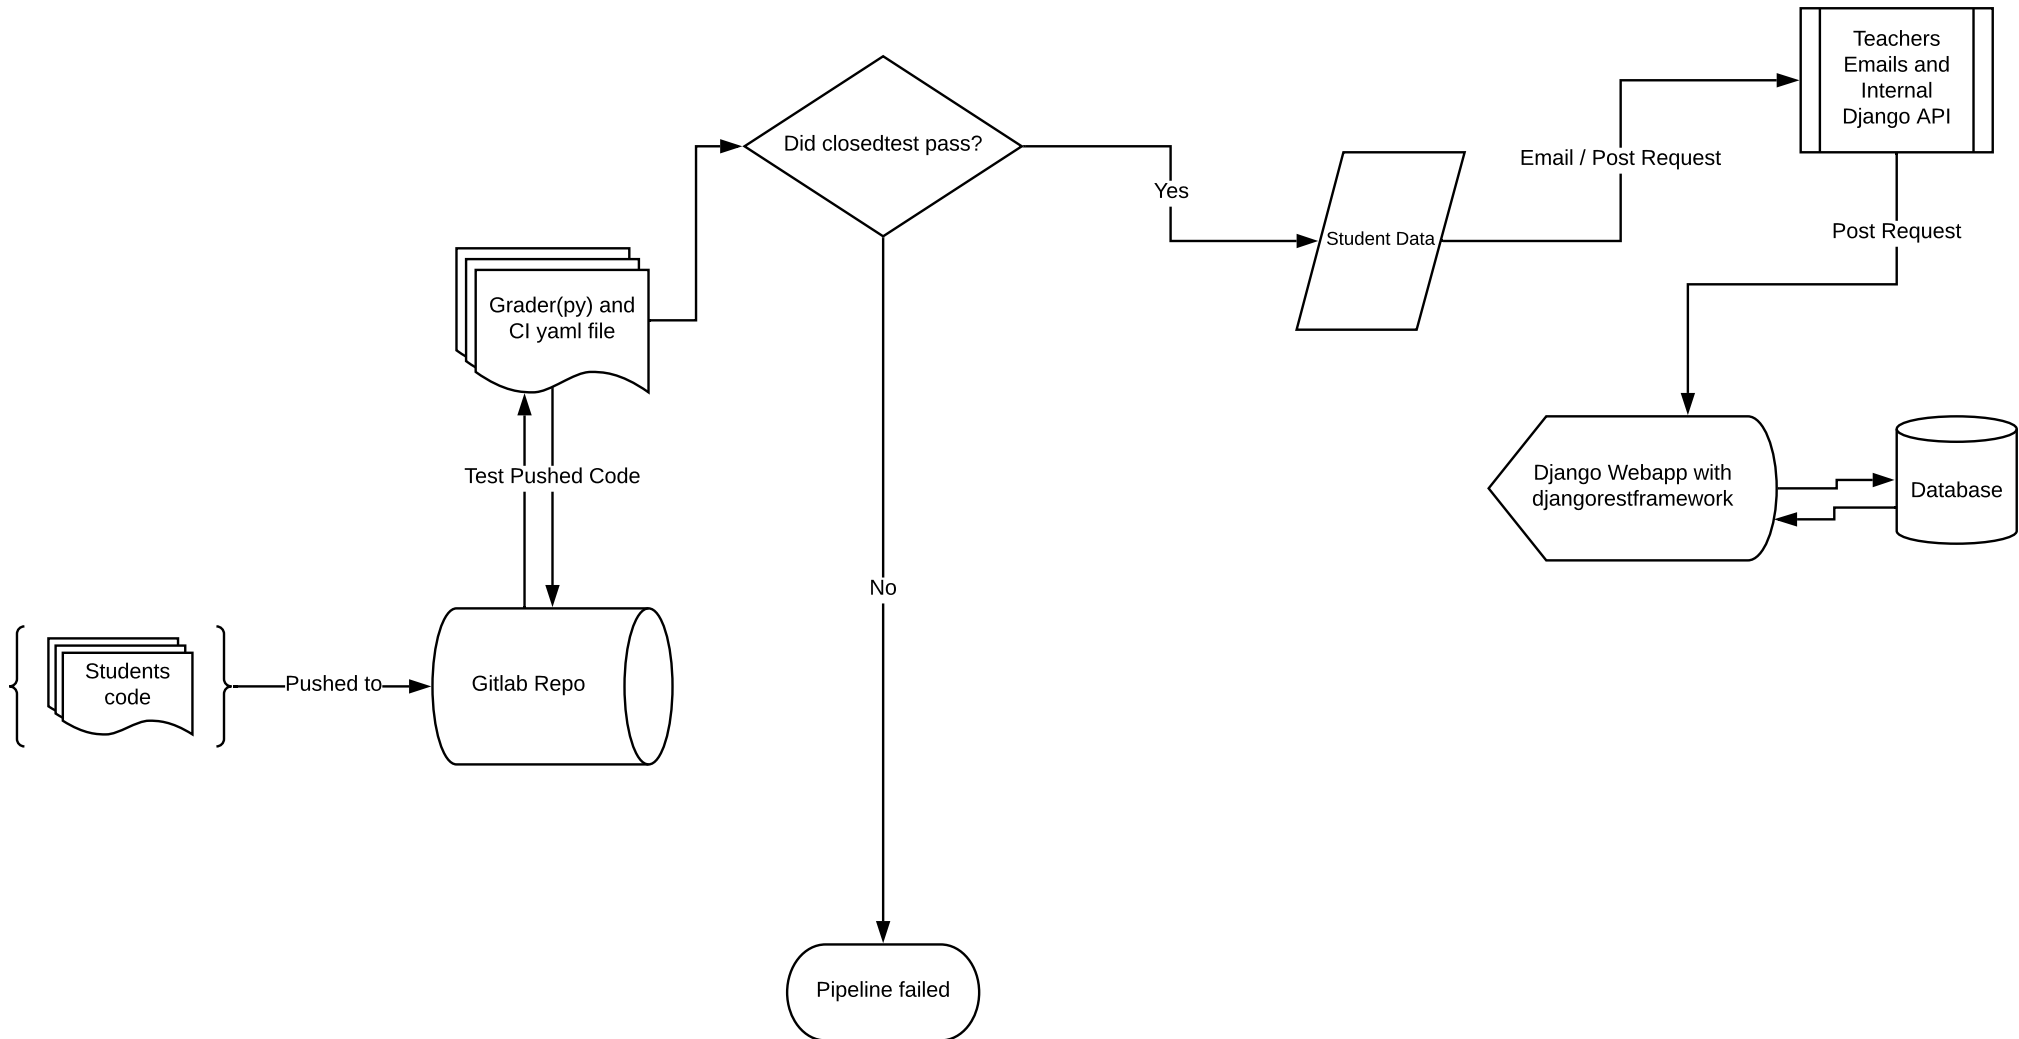 Teachers
Emails and
Internal
Django API
Did closedtest pass?
Email / Post Request
Yes
Student Data
Post Request
Grader(py) and
CI yaml file
Test Pushed Code
Django Webapp with
djangorestframework
Database
No
Students
code
Pushed to
Gitlab Repo
Pipeline failed